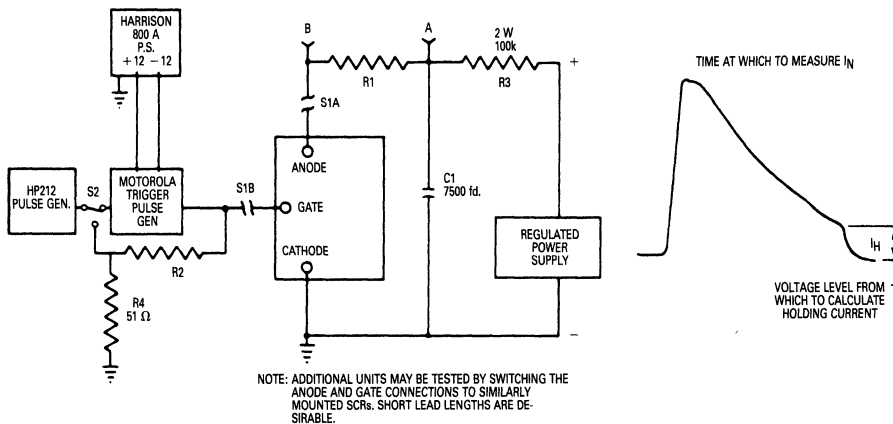 HARRISON
800 A
P.S.
+ 12 − 12
HP212
PULSE GEN.
S2
MOTOROLA
TRIGGER
PULSE
GEN
S1B
R2
R4
51 Ω
B
A
R1
2 W
100k
R3
+
S1A
ANODE
GATE
CATHODE
C1
7500 fd.
REGULATED
POWER
SUPPLY
−
NOTE: ADDITIONAL UNITS MAY BE TESTED BY SWITCHING THE
ANODE AND GATE CONNECTIONS TO SIMILARLY
MOUNTED SCRs. SHORT LEAD LENGTHS ARE DE-
SIRABLE.
TIME AT WHICH TO MEASURE IN
IH
VOLTAGE LEVEL FROM
WHICH TO CALCULATE
HOLDING CURRENT